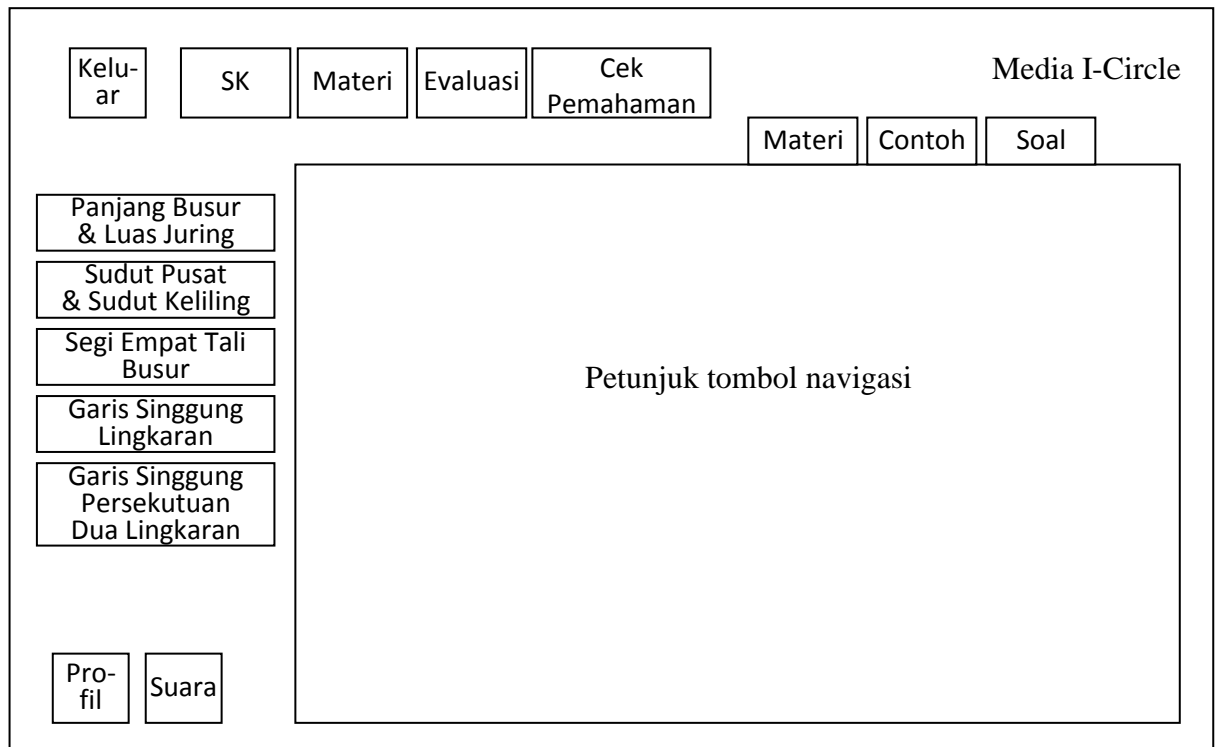 Kelu-
ar
SK
Materi
Evaluasi
Cek
Pemahaman
Media I-Circle
Materi
Contoh
Soal
Panjang Busur
& Luas Juring
Sudut Pusat
& Sudut Keliling
Segi Empat Tali
Busur
Garis Singgung
Lingkaran
Garis Singgung
Persekutuan
Dua Lingkaran
Petunjuk tombol navigasi
Pro-
fil
Suara